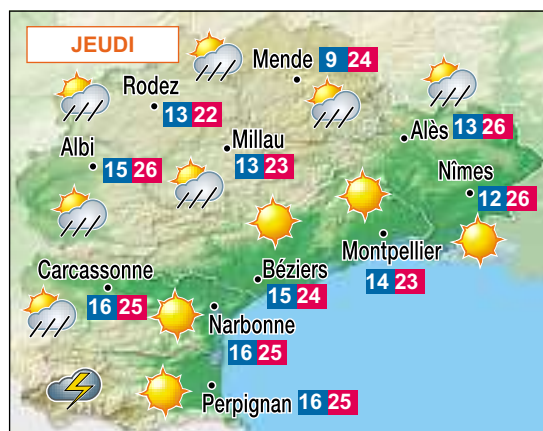 JEUDI
Mende 9 24
Rodez
13 22
Alès 13 26
Millau
13 23
Albi
15 26
Nîmes
12 26
Montpellier
14 23
Béziers
15 24
Carcassonne
16 25
Narbonne
16 25
Perpignan 16 25